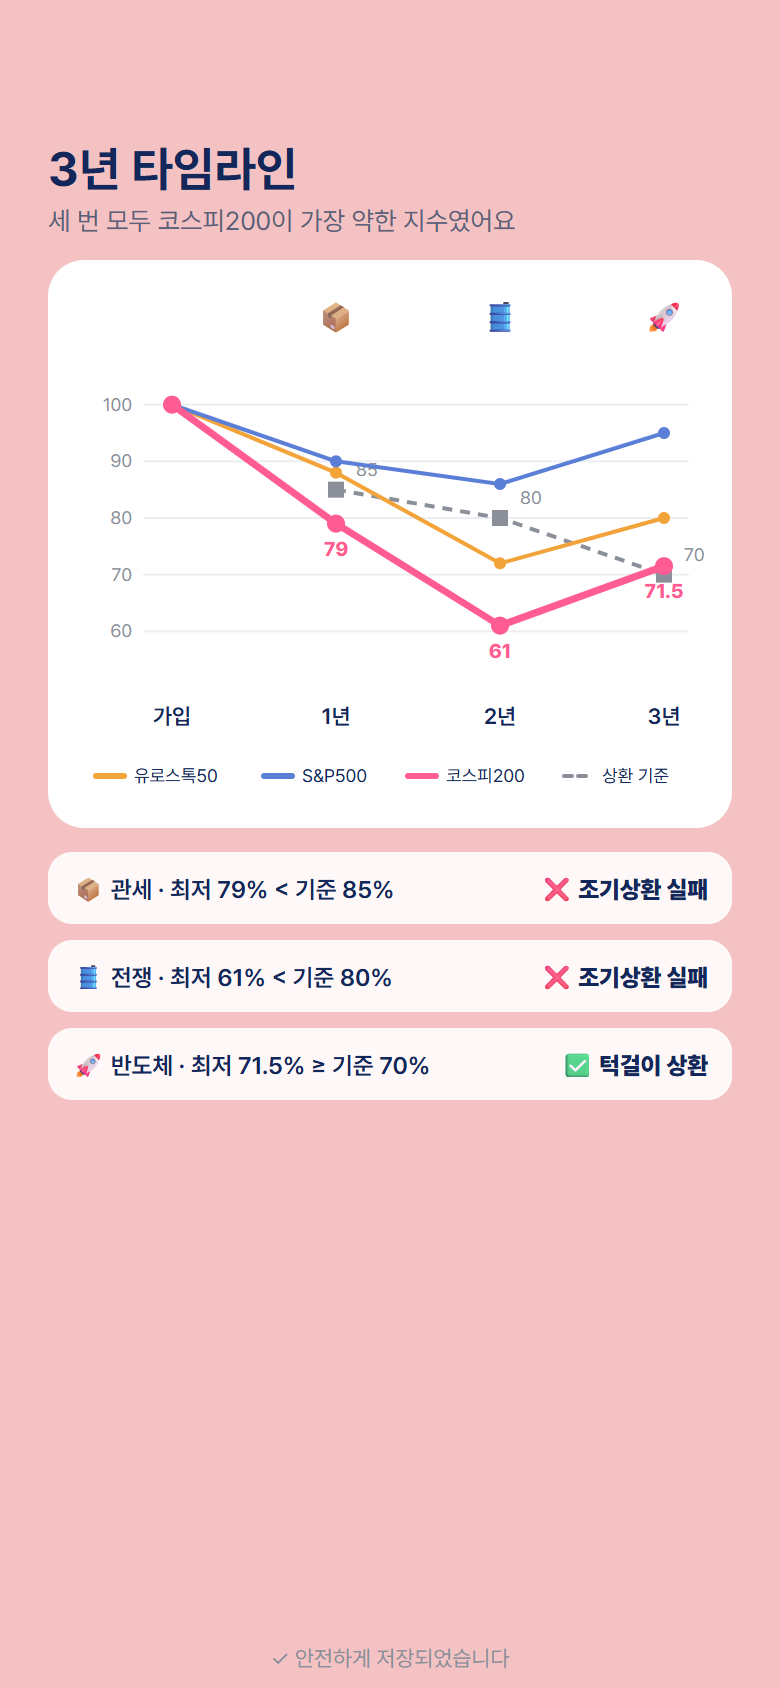 3년 타임라인
세 번 모두 코스피200이 가장 약한 지수였어요
100
90
85
80
80
79
70
70
71.5
60
61
가입 1년 2년 3년
유로스톡50 S&P500 코스피200 상환 기준
관세 · 최저 79% < 기준 85% ❌ 조기상환 실패
전쟁 · 최저 61% < 기준 80% ❌ 조기상환 실패
반도체 · 최저 71.5% ≥ 기준 70% ✅ 턱걸이 상환
✓ 안전하게 저장되었습니다